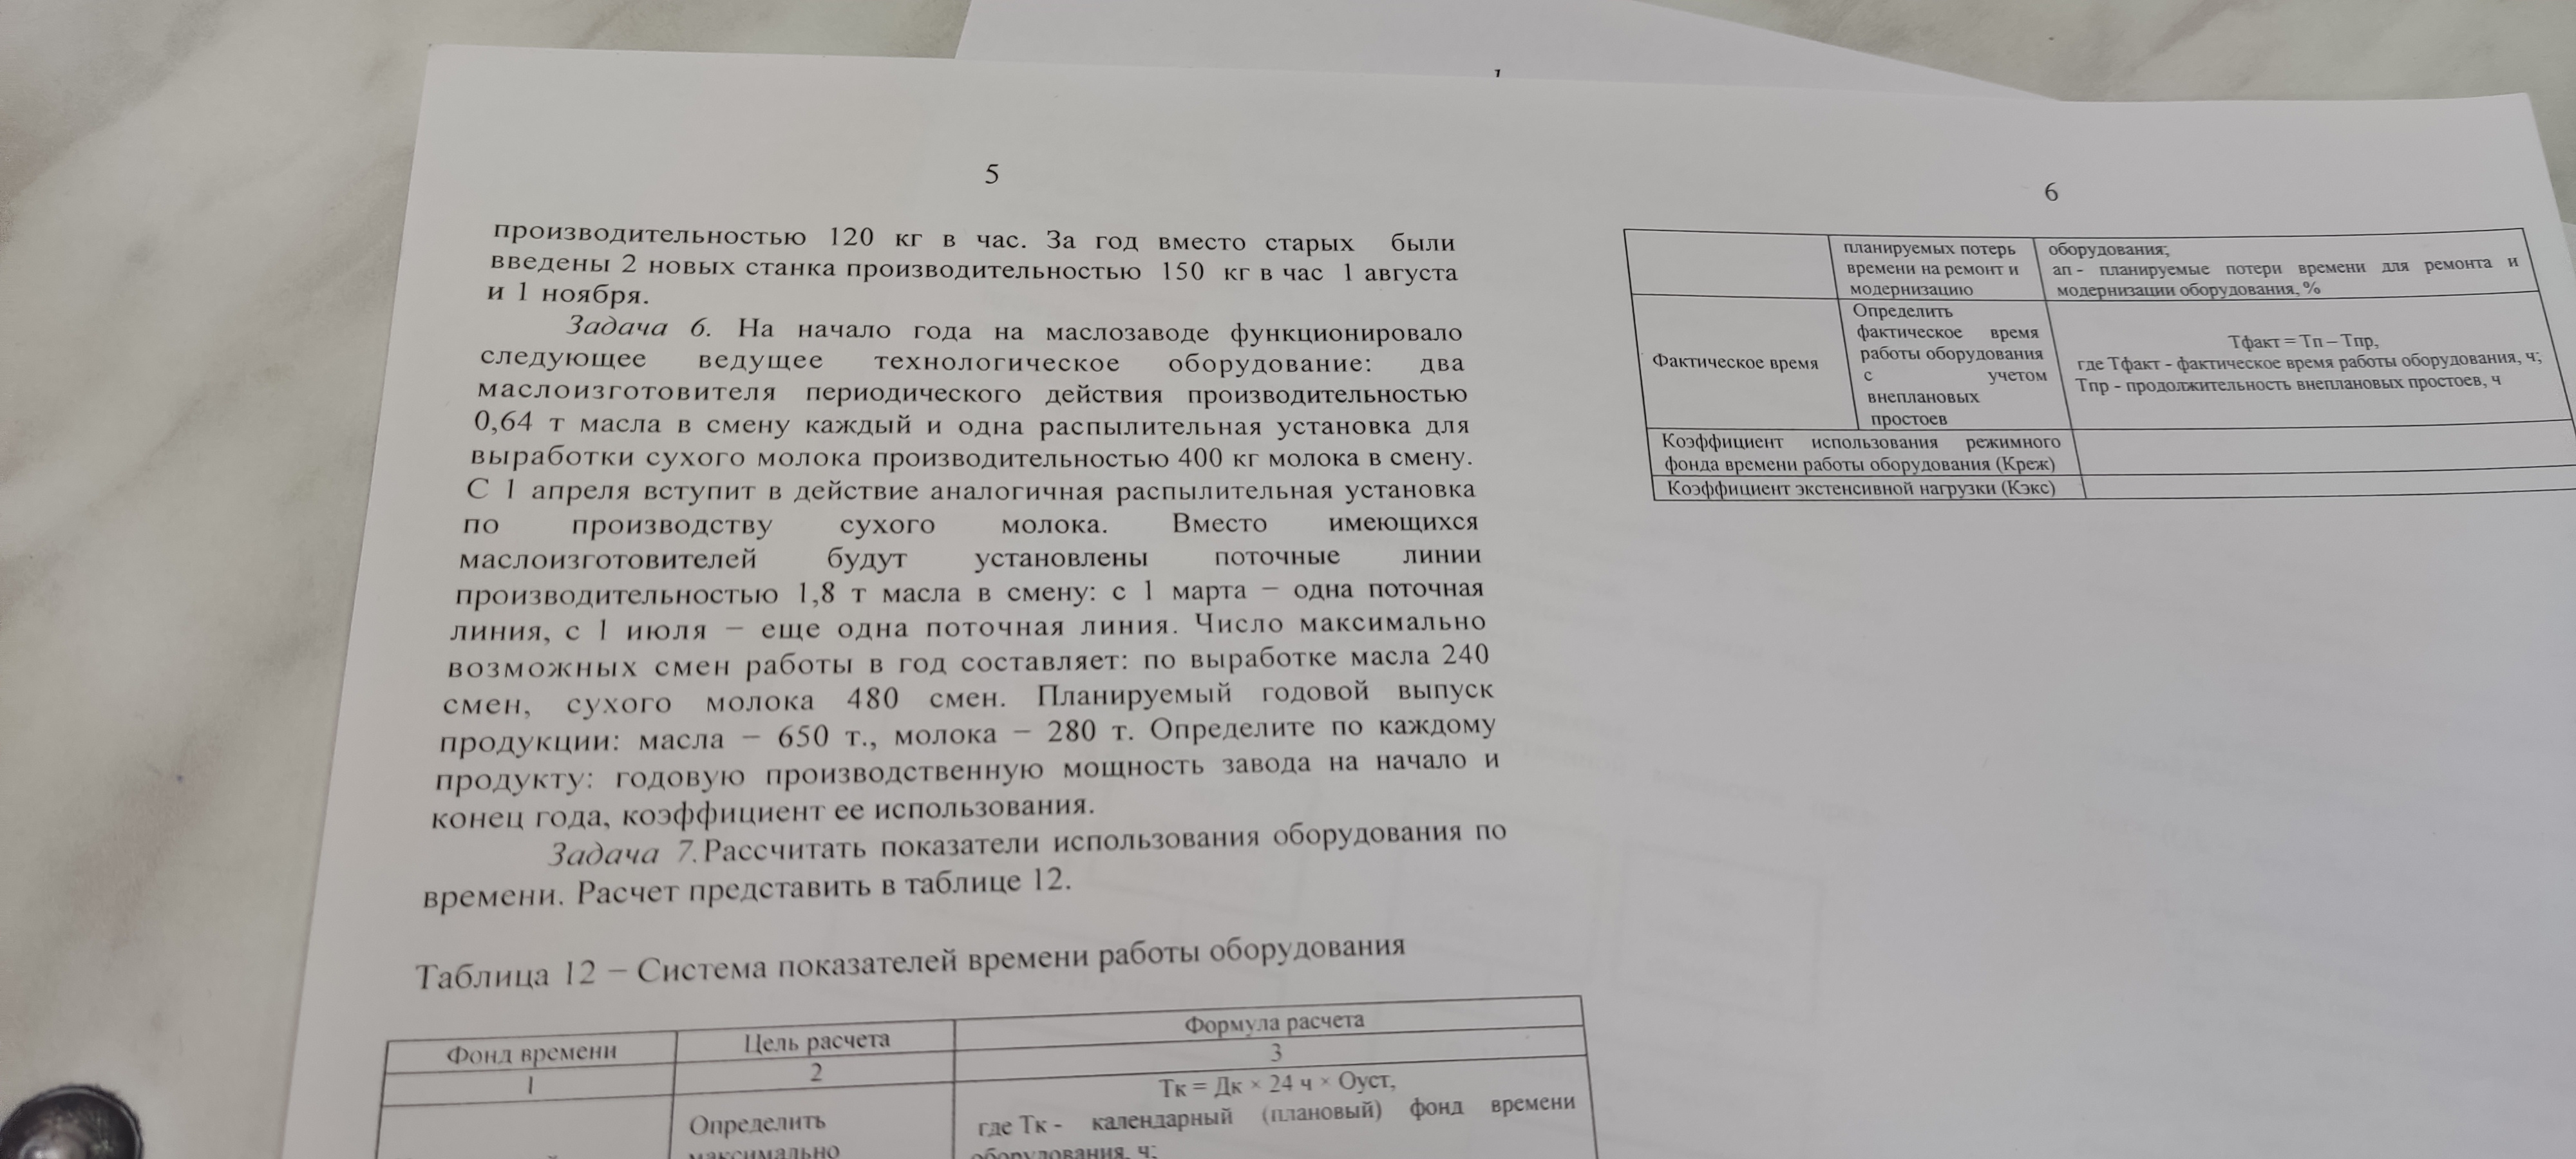 5
производительностью 120 кг в час. За год вместо старых были
введены 2 новых станка производительностью 150 кг в час 1 августа
и 1 ноября.
Задача 6. На начало года на маслозаводе функционировало
следующее ведущее технологическое оборудование: два
маслоизготовителя периодического действия производительностью
0,64 т масла в смену каждый и одна распылительная установка для
выработки сухого молока производительностью 400 кг молока в смену.
С 1 апреля вступит в действие аналогичная распылительная установка
по производству сухого молока. Вместо имеющихся
маслоизготовителей будут установлены поточные линии
производительностью 1,8 т масла в смену: с 1 марта – одна поточная
линия, с 1 июля – еще одна поточная линия. Число максимально
возможных смен работы в год составляет: по выработке масла 240
смен, сухого молока 480 смен. Планируемый годовой выпуск
продукции: масла – 650 т., молока – 280 т. Определите по каждому
продукту: годовую производственную мощность завода на начало и
конец года, коэффициент ее использования.
Задача 7. Рассчитать показатели использования оборудования по
времени. Расчет представить в таблице 12.
Таблица 12 – Система показателей времени работы оборудования
Фонд времени Цель расчета Формула расчета
1 2 3
Тк = Дк × 24 ч × Оуст,
Определить где Тк - календарный (плановый) фонд времени
максимально оборудования, ч;
6
планируемых потерь оборудования;
времени на ремонт и ап - планируемые потери времени для ремонта и
модернизацию модернизации оборудования, %
Фактическое время
Определить
фактическое время
работы оборудования
с учетом
внеплановых
простоев
Тфакт = Тп – Тпр,
где Тфакт - фактическое время работы оборудования, ч;
Тпр - продолжительность внеплановых простоев, ч
Коэффициент использования режимного
фонда времени работы оборудования (Креж)
Коэффициент экстенсивной нагрузки (Кэкс)